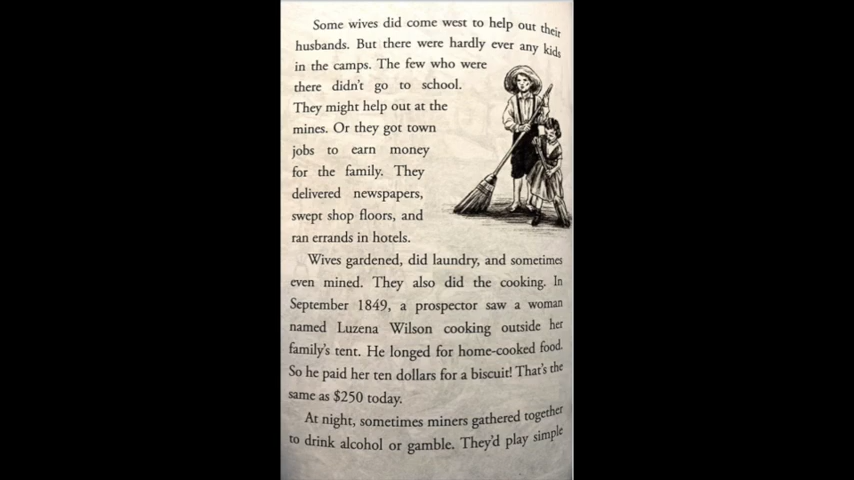 Some wives did come west to help out their
husbands. But there were hardly ever any kids
in the camps. The few who were
there didn't go to school.
They might help out at the
mines. Or they got town
jobs to earn money
for the family. They
delivered newspapers,
swept shop floors, and
ran errands in hotels.
Wives gardened, did laundry, and sometimes
even mined. They also did the cooking. In
September 1849, a prospector saw a woman
named Luzena Wilson cooking outside her
family's tent. He longed for home-cooked food.
So he paid her ten dollars for a biscuit! That's the
same as $250 today.
At night, sometimes miners gathered together
to drink alcohol or gamble. They'd play simple